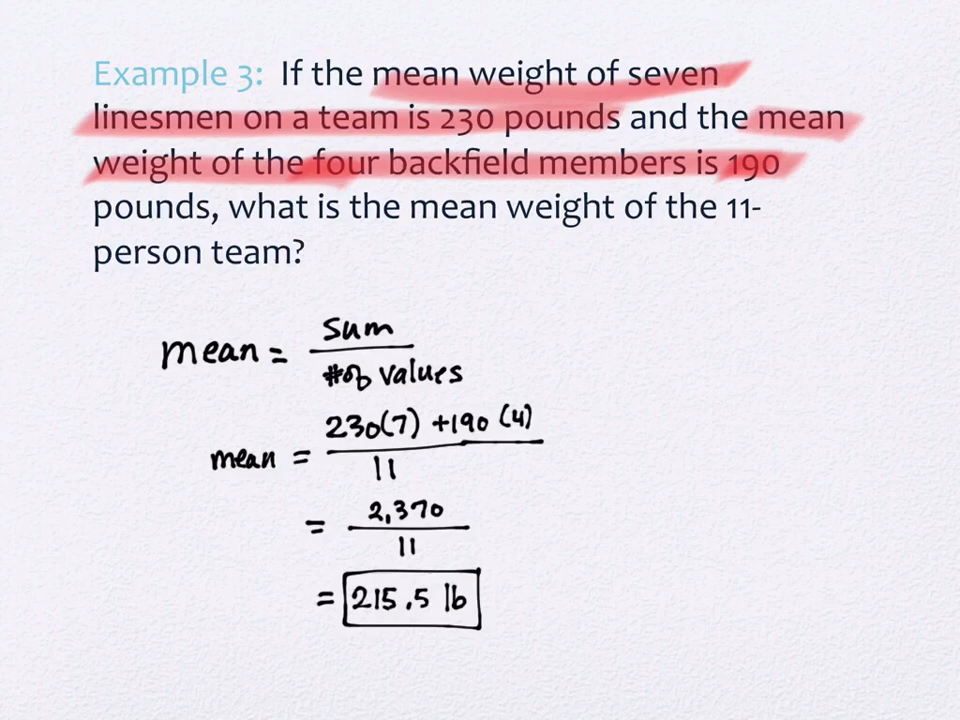 Example 3: If the mean weight of seven
linesmen on a team is 230 pounds and the mean
weight of the four backfield members is 190
pounds, what is the mean weight of the 11-
person team?
mean = sum / # of values
mean = 230(7) + 190(4) / 11
= 2,370 / 11
= 215.5 lb